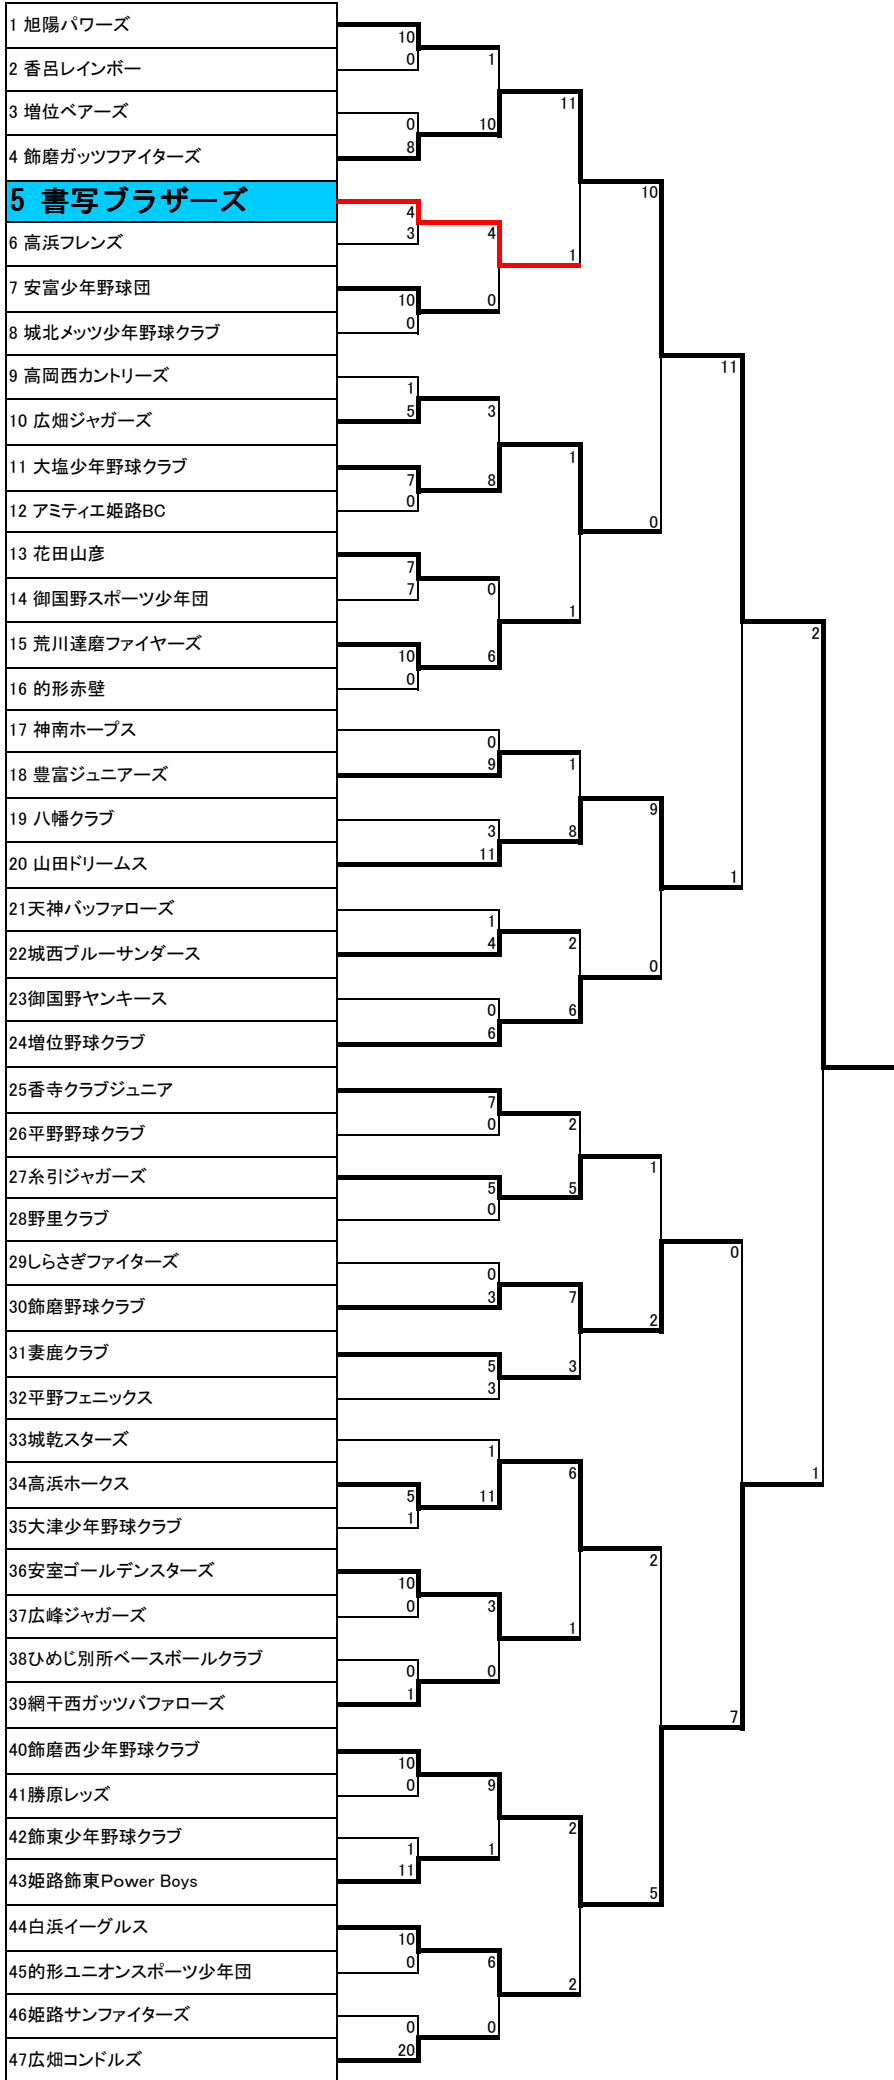 1 旭陽パワーズ
10
2 香呂レインボー
0
1
11
3 増位ベアーズ
0
10
4 飾磨ガッツフアイターズ
8
10
5 書写ブラザーズ
4
6 高浜フレンズ
3
4
1
7 安富少年野球団
10
0
8 城北メッツ少年野球クラブ
0
11
9 高岡西カントリーズ
1
10 広畑ジャガーズ
5
3
1
11 大塩少年野球クラブ
7
8
12 アミティエ姫路BC
0
0
13 花田山彦
7
14 御国野スポーツ少年団
7
0
1
15 荒川達磨ファイヤーズ
10
6
16 的形赤壁
0
2
17 神南ホープス
0
18 豊富ジュニアーズ
9
1
9
19 八幡クラブ
3
8
20 山田ドリームス
11
1
21天神バッファローズ
1
22城西ブルーサンダース
4
2
0
23御国野ヤンキース
0
6
24増位野球クラブ
6
25香寺クラブジュニア
7
26平野野球クラブ
0
2
1
27糸引ジャガーズ
5
5
28野里クラブ
0
0
29しらさぎファイターズ
0
30飾磨野球クラブ
3
7
2
31妻鹿クラブ
5
3
32平野フェニックス
3
33城乾スターズ
1
6
1
34高浜ホークス
5
11
35大津少年野球クラブ
1
2
36安室ゴールデンスターズ
10
37広峰ジャガーズ
0
3
1
38ひめじ別所ベースボールクラブ
0
0
39網干西ガッツバファローズ
1
7
40飾磨西少年野球クラブ
10
41勝原レッズ
0
9
2
42飾東少年野球クラブ
1
1
43姫路飾東Power Boys
11
5
44白浜イーグルス
10
45的形ユニオンスポーツ少年団
0
6
2
46姫路サンファイターズ
0
0
47広畑コンドルズ
20